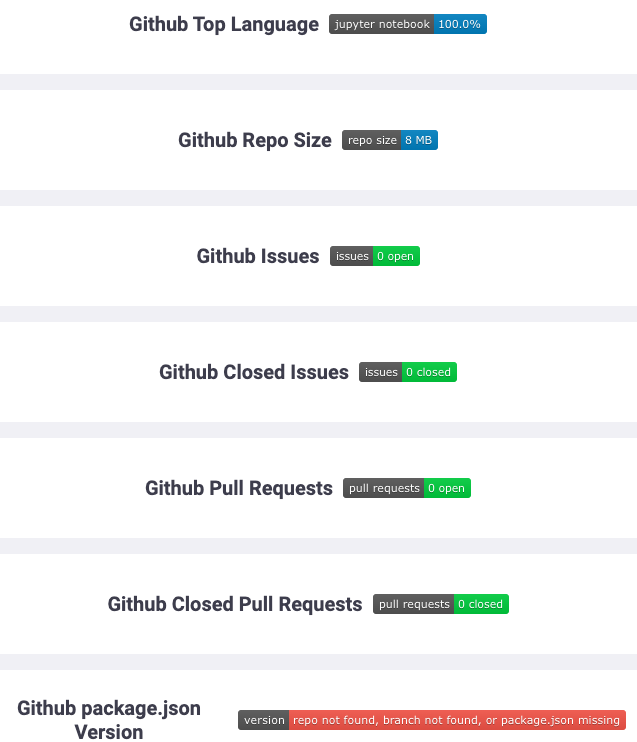 Github Top Language jupyter notebook 100.0%
Github Repo Size repo size 8 MB
Github Issues issues 0 open
Github Closed Issues issues 0 closed
Github Pull Requests pull requests 0 open
Github Closed Pull Requests pull requests 0 closed
Github package.json
Version
version repo not found, branch not found, or package.json missing